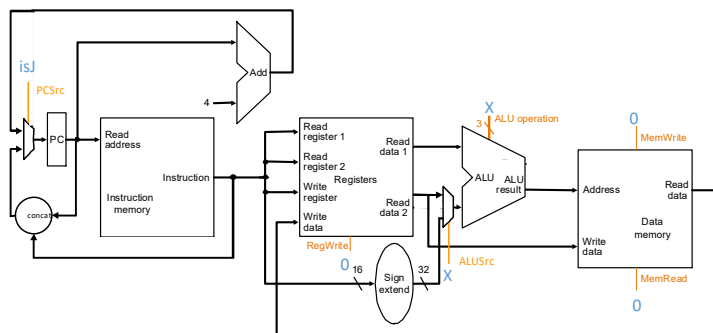 isJ
PCSrc
4
Add
PC
Read
address
Instruction
Instruction
memory
concat
Read
register 1
Read
register 2
Write
register
Write
data
Registers
Read
data 1
Read
data 2
RegWrite
0
16
Sign
extend
32
X
3
ALU operation
ALU
ALU
result
ALUSrc
X
0
MemWrite
Address
Read
data
Data
memory
Write
data
MemRead
0